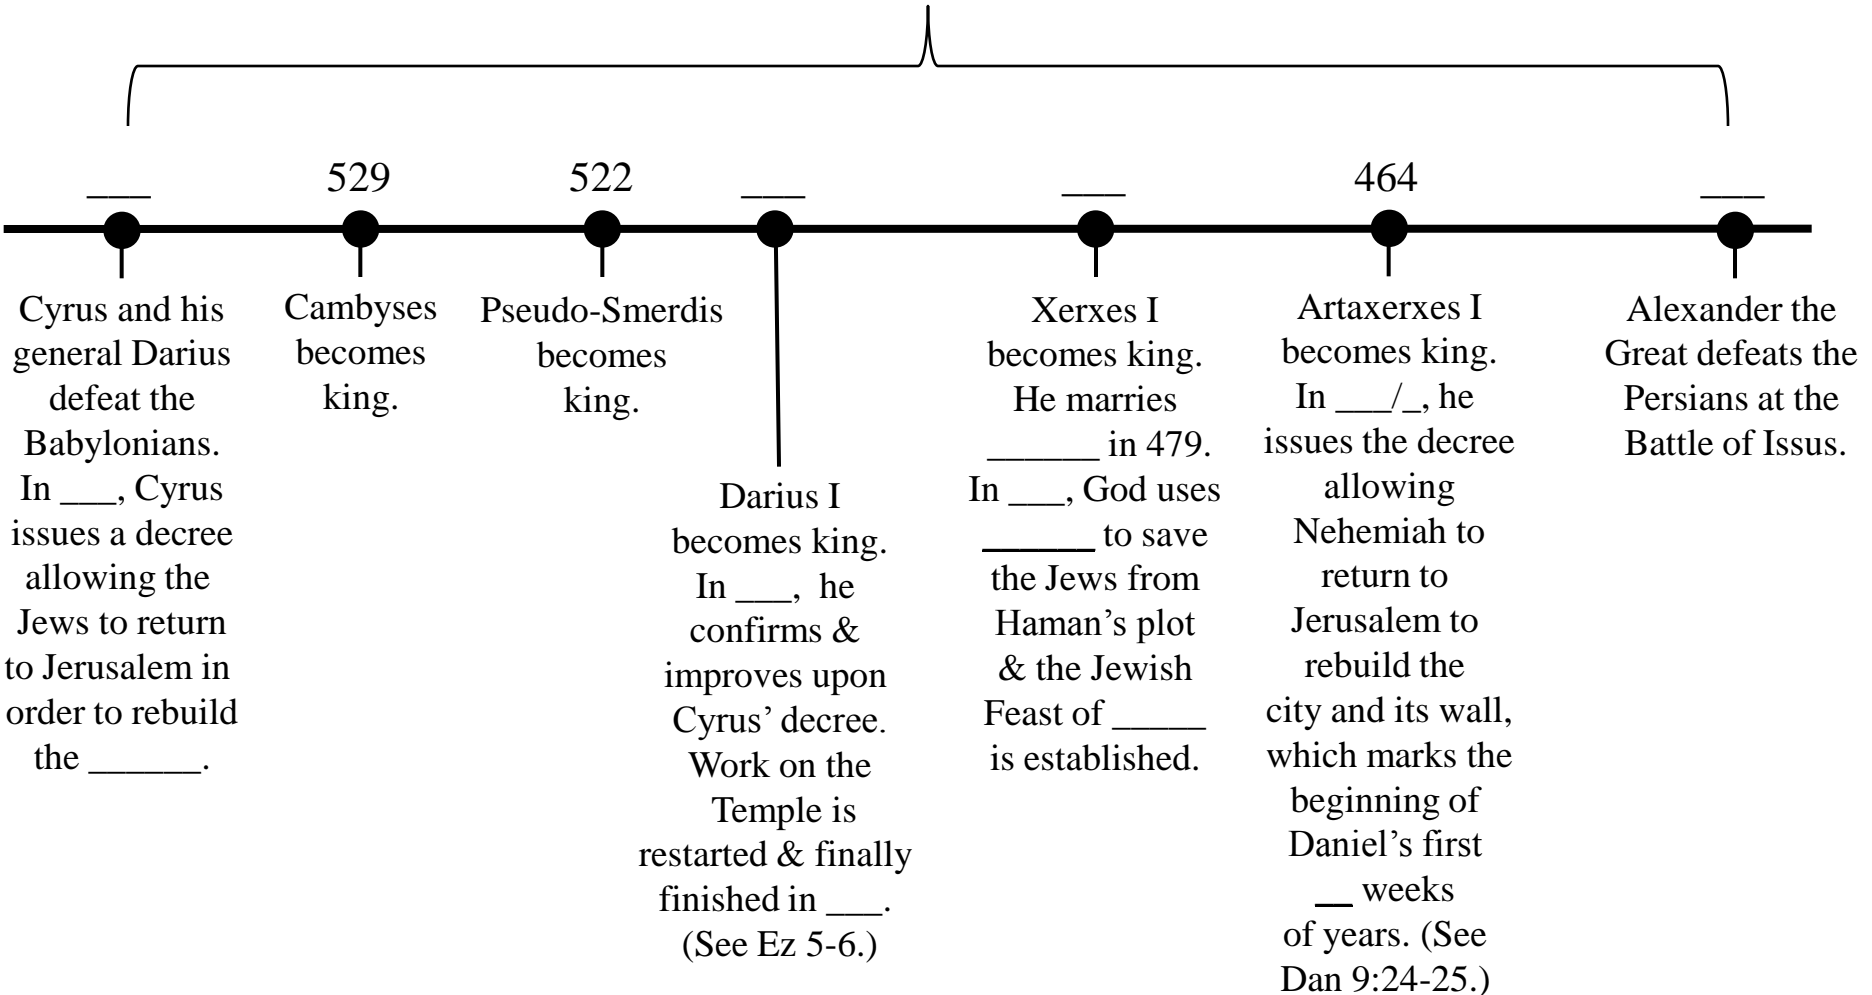 ___
529
522
___
___
464
___
Cyrus and his
general Darius
defeat the
Babylonians.
In ___, Cyrus
issues a decree
allowing the
Jews to return
to Jerusalem in
order to rebuild
the ______.
Cambyses
becomes
king.
Pseudo-Smerdis
becomes
king.
Darius I
becomes king.
In ___, he
confirms &
improves upon
Cyrus’ decree.
Work on the
Temple is
restarted & finally
finished in ___.
(See Ez 5-6.)
Xerxes I
becomes king.
He marries
______ in 479.
In ___, God uses
______ to save
the Jews from
Haman’s plot
& the Jewish
Feast of _____
is established.
Artaxerxes I
becomes king.
In ___/_, he
issues the decree
allowing
Nehemiah to
return to
Jerusalem to
rebuild the
city and its wall,
which marks the
beginning of
Daniel’s first
__ weeks
of years. (See
Dan 9:24-25.)
Alexander the
Great defeats the
Persians at the
Battle of Issus.